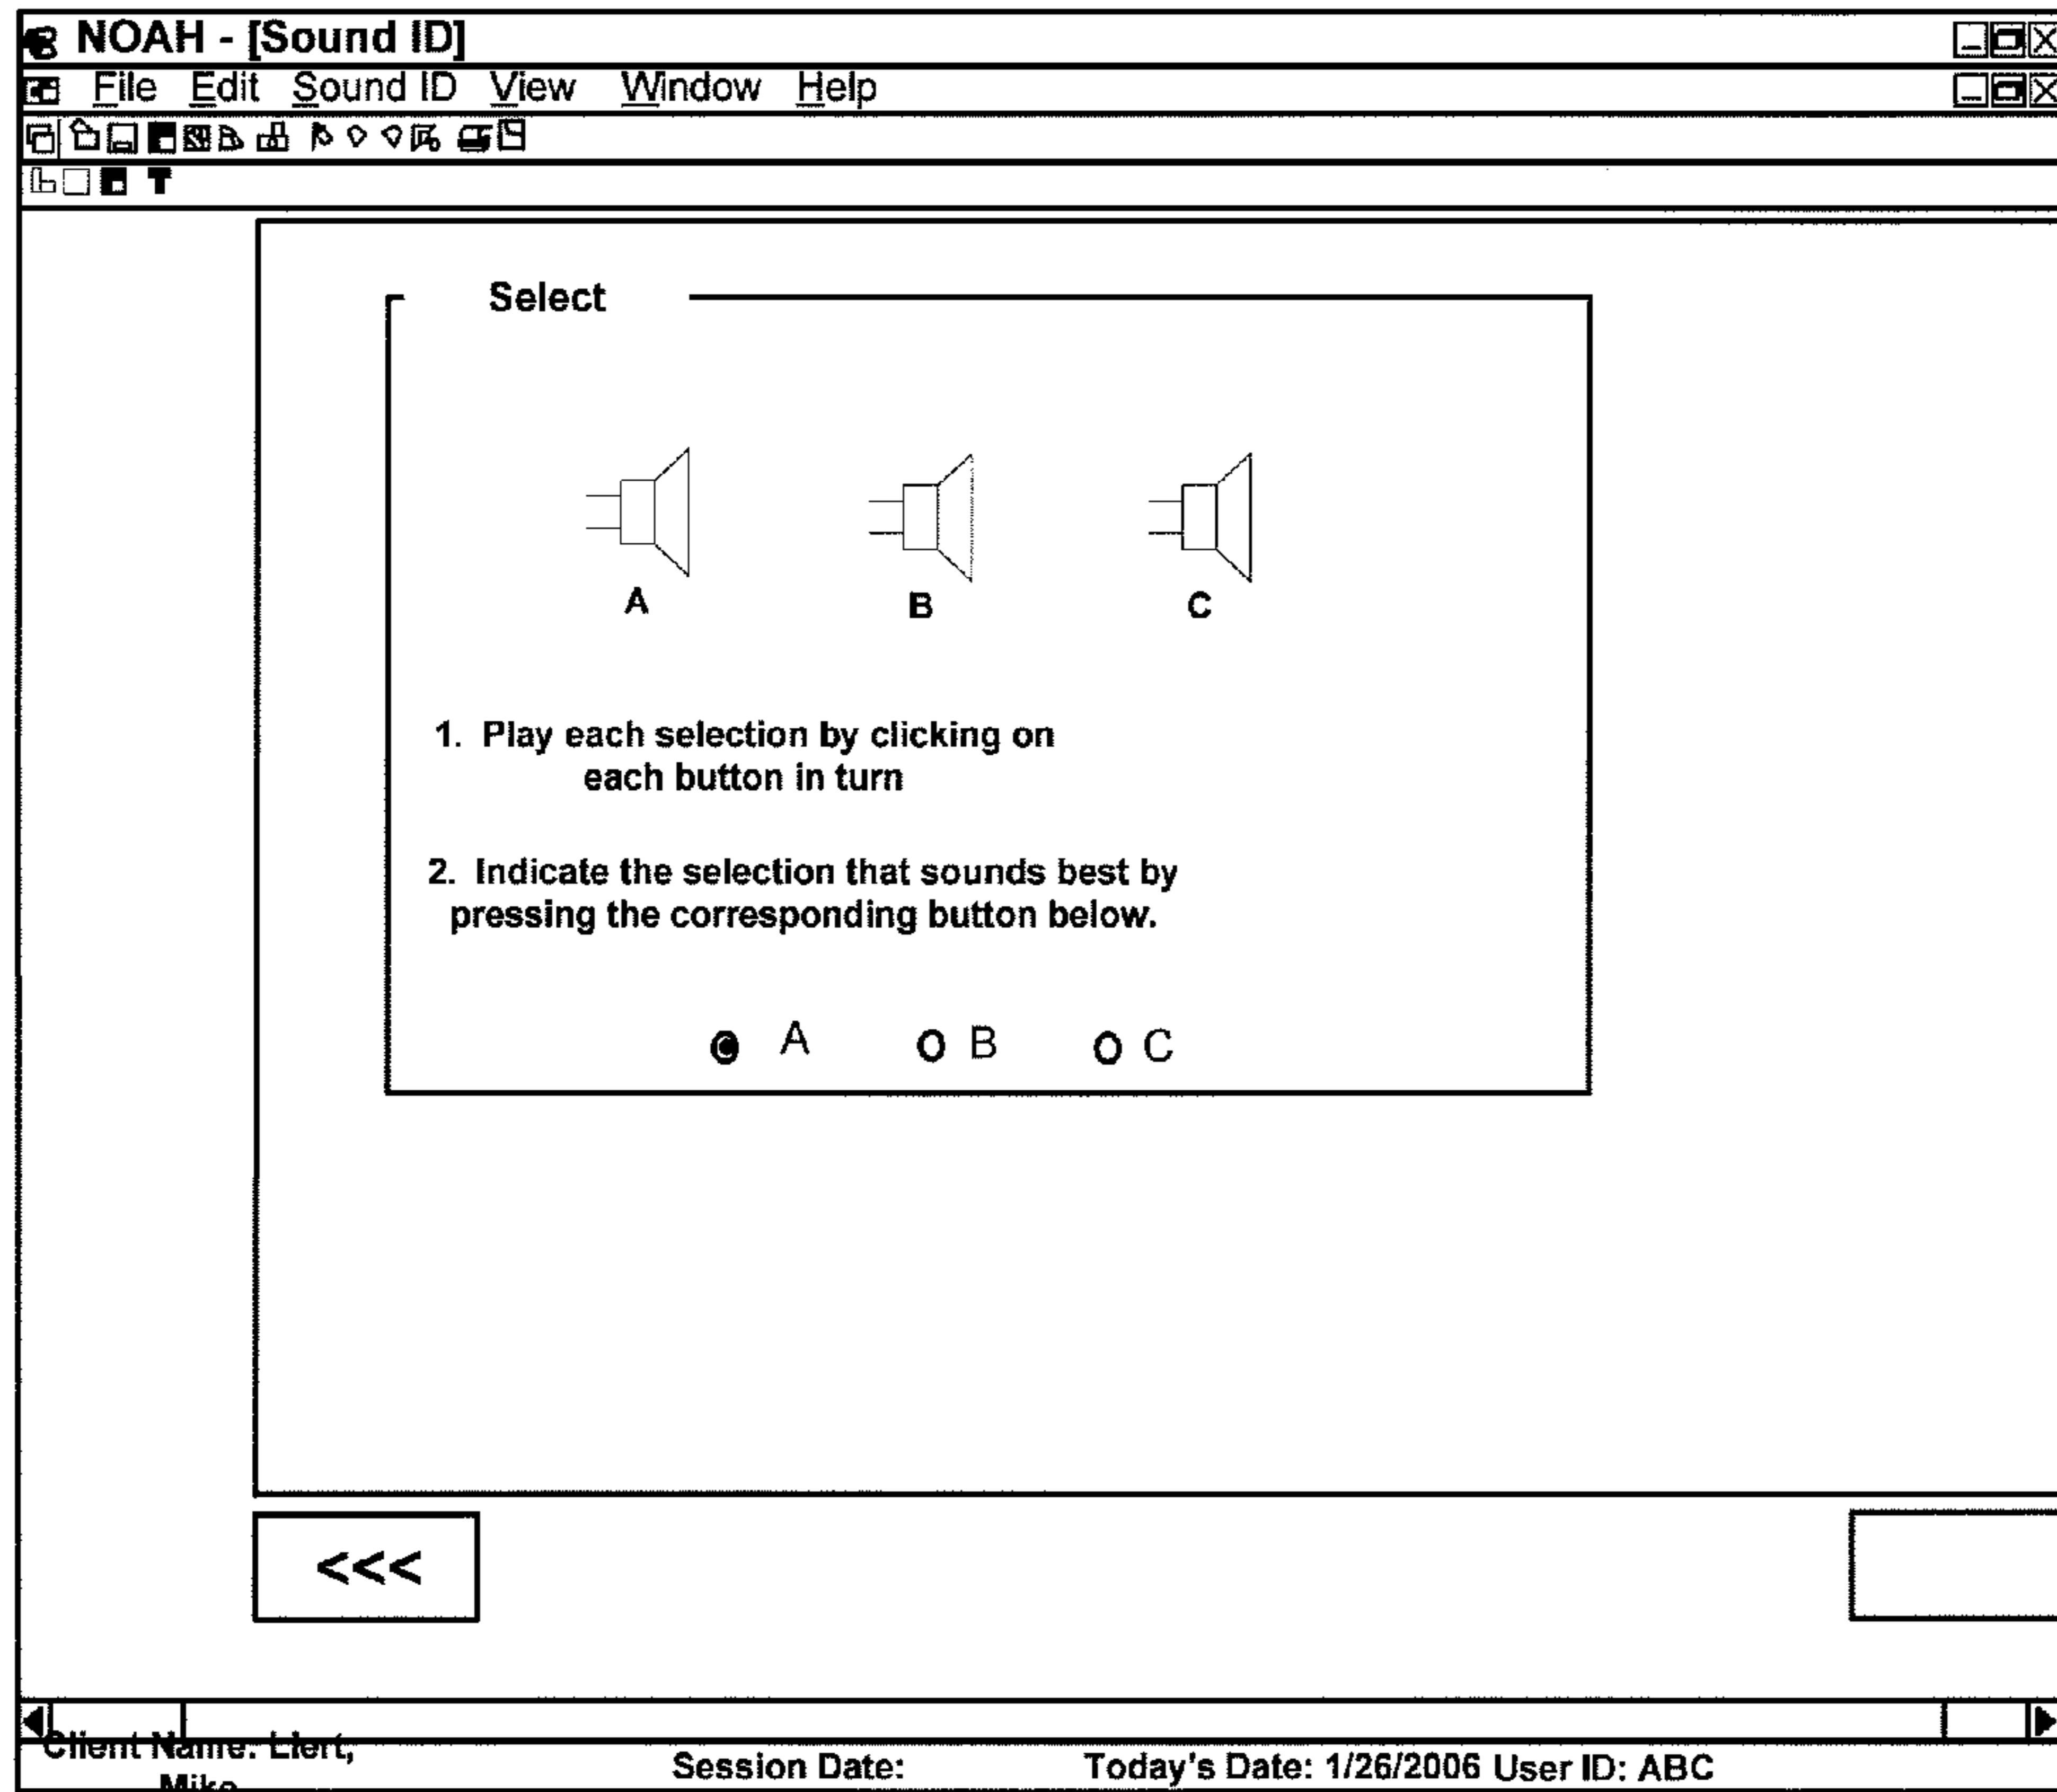 NOAH - [Sound ID]
File Edit Sound ID View Window Help
Select
A B C
1. Play each selection by clicking on
each button in turn
2. Indicate the selection that sounds best by
pressing the corresponding button below.
A B C
<<<
Client Name:
Mike
Session Date: Today's Date: 1/26/2006 User ID: ABC